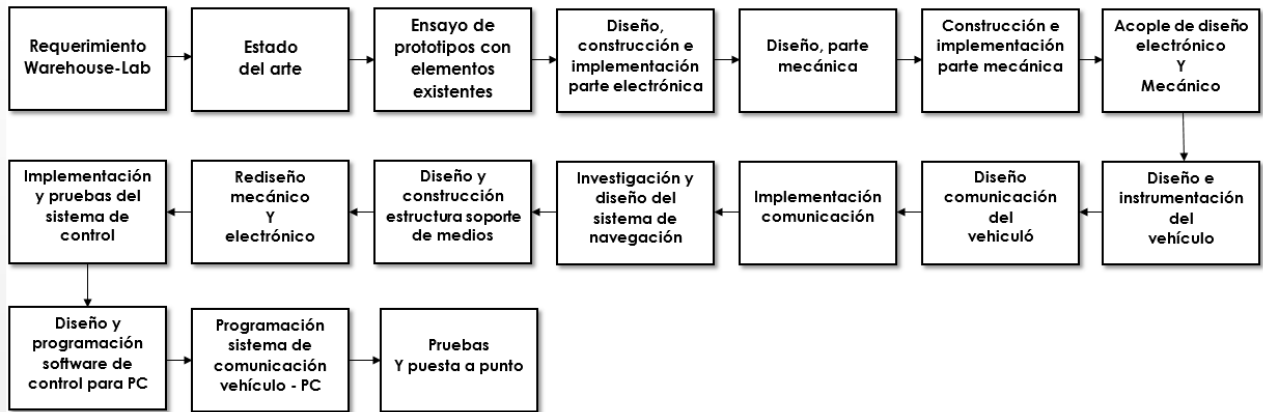 Requerimiento
Warehouse-Lab
Estado
del arte
Ensayo de
prototipos con
elementos
existentes
Diseño,
construcción e
implementación
parte electrónica
Diseño, parte
mecánica
Construcción e
implementación
parte mecánica
Acople de diseño
electrónico
Y
Mecánico
Diseño e
instrumentación
del
vehículo
Diseño
comunicación
del
vehiculó
Implementación
comunicación
Investigación y
diseño del
sistema de
navegación
Diseño y
construcción
estructura soporte
de medios
Rediseño
mecánico
Y
electrónico
Implementación
y pruebas del
sistema de
control
Diseño y
programación
software de
control para PC
Programación
sistema de
comunicación
vehículo - PC
Pruebas
Y puesta a punto